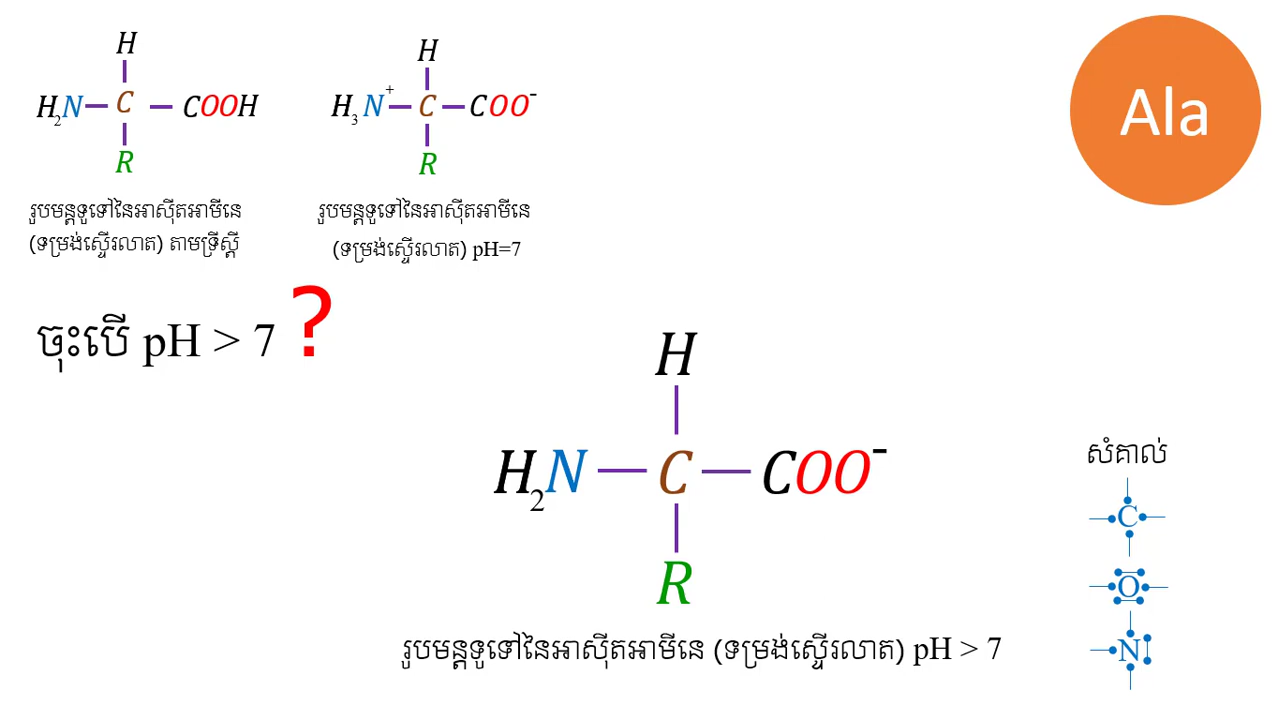 H
H₂N C COOH
R
រូបមន្តទូទៅនៃអាស៊ីតអាមីនេ
(ទម្រង់ស្ទើរលាត) តាមទ្រីស្តី
H
H₃N⁺ C COO⁻
R
រូបមន្តទូទៅនៃអាស៊ីតអាមីនេ
(ទម្រង់ស្ទើរលាត) pH=7
Ala
ចុះបើ pH > 7 ?
H
H₂N C COO⁻
R
រូបមន្តទូទៅនៃអាស៊ីតអាមីនេ (ទម្រង់ស្ទើរលាត) pH > 7
សំគាល់
C
O
N